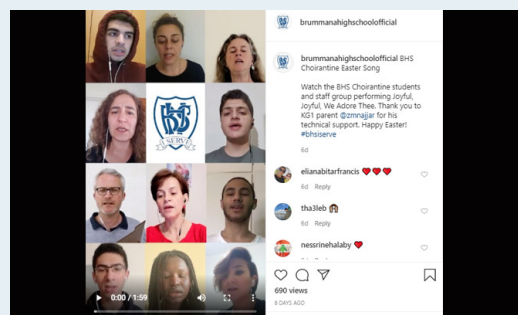 brummanahighschoolofficial
brummanahighschoolofficial BHS
Choirantine Easter Song
Watch the BHS Choirantine students
and staff group performing Joyful,
Joyful, We Adore Thee. Thank you to
KG1 parent @zmnajjar for his
technical support. Happy Easter!
#bhsiserve
6d
elianabitarfrancis ❤❤❤
6d Reply
tha3leb
6d Reply
nessrinehalaby ❤
I SERVE
0:00 / 1:59
690 views
8 DAYS AGO